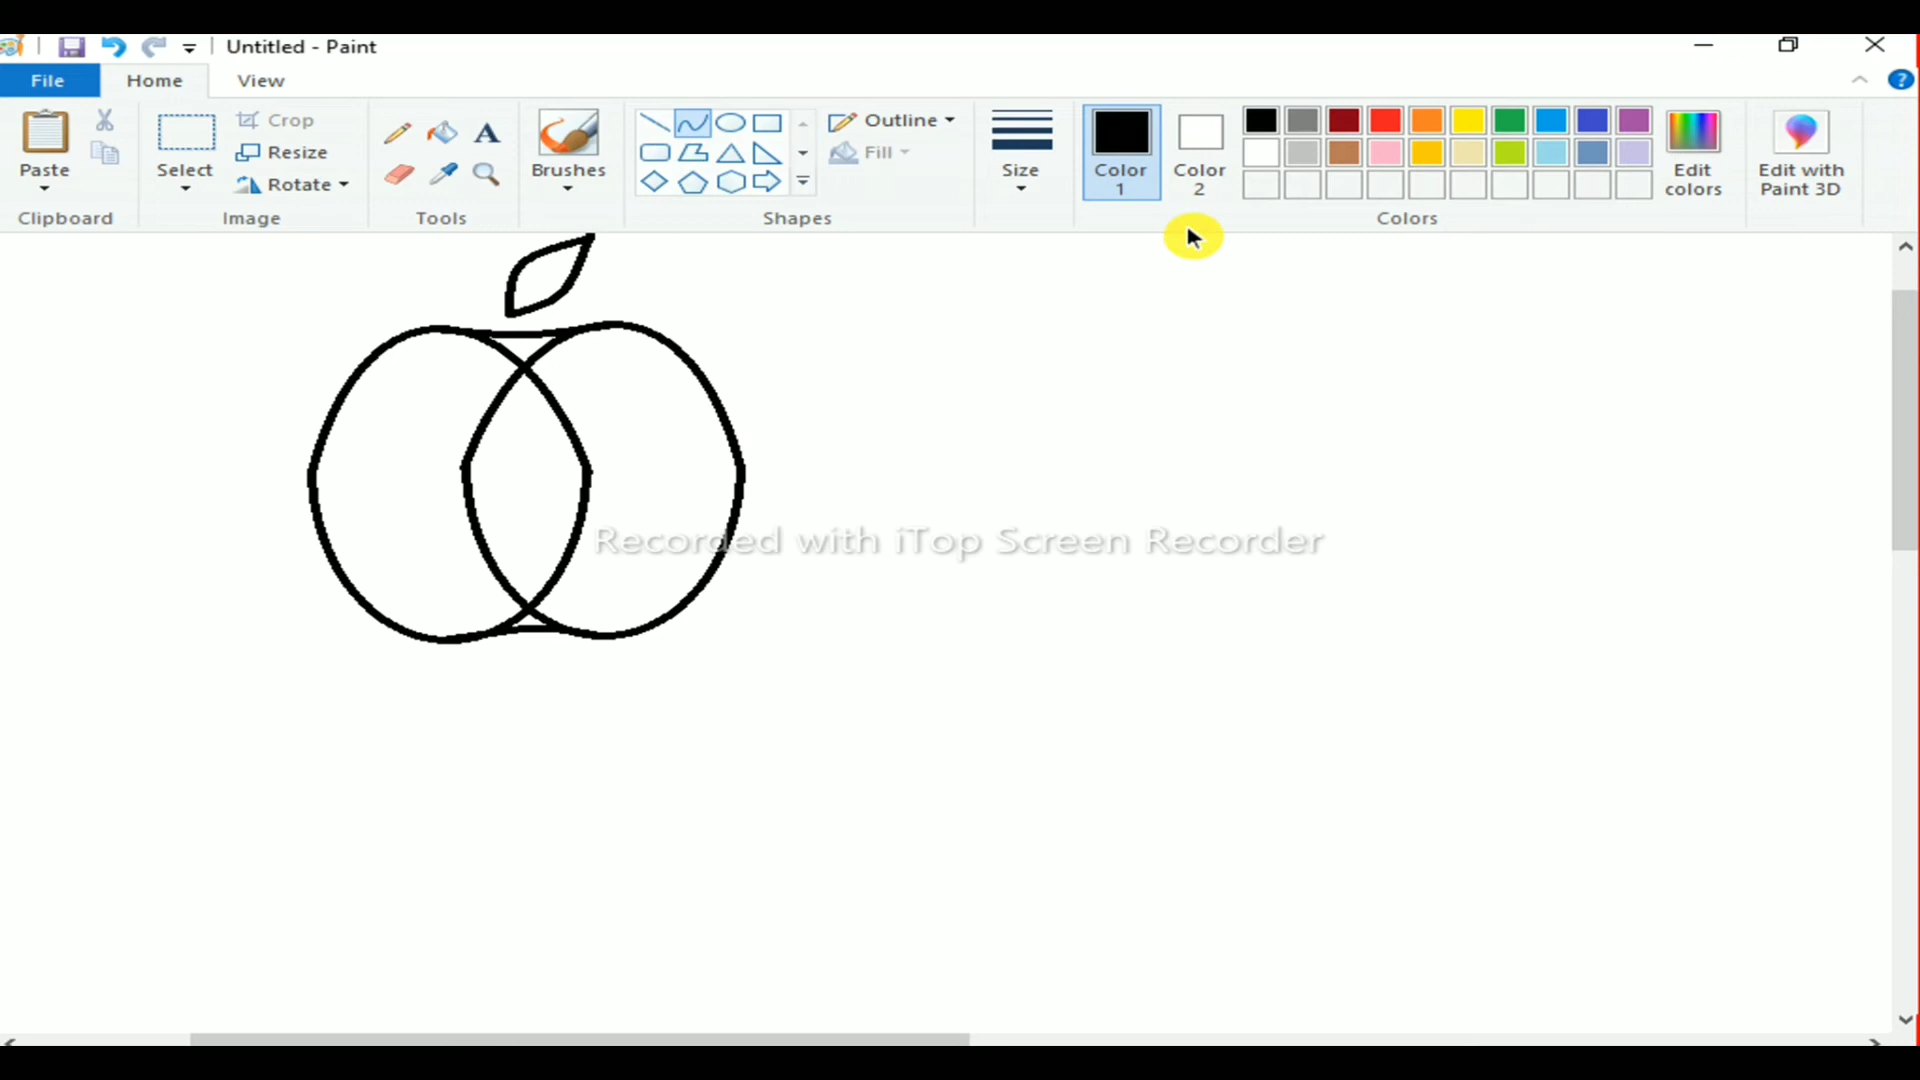 Untitled - Paint
File Home View
Paste
Select
Crop
Resize
Rotate
A
Brushes
Outline
Fill
Size
Color 1
Color 2
Edit colors
Edit with Paint 3D
?
Clipboard Image Tools Shapes Colors
Recorded with iTop Screen Recorder